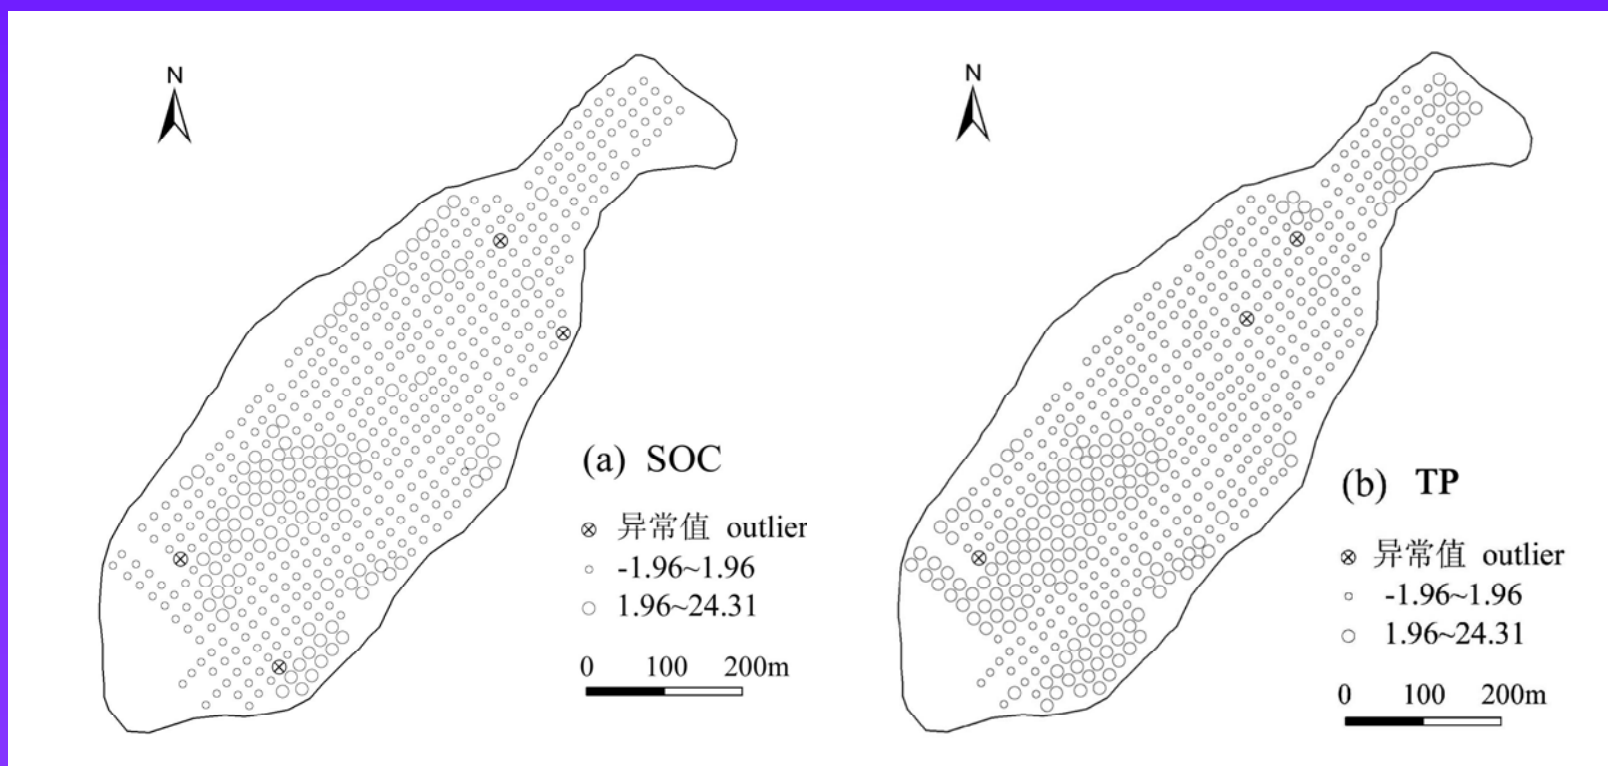 N
(a) SOC
异常值 outlier
-1.96~1.96
1.96~24.31
0 100 200m
N
(b) TP
异常值 outlier
-1.96~1.96
1.96~24.31
0 100 200m